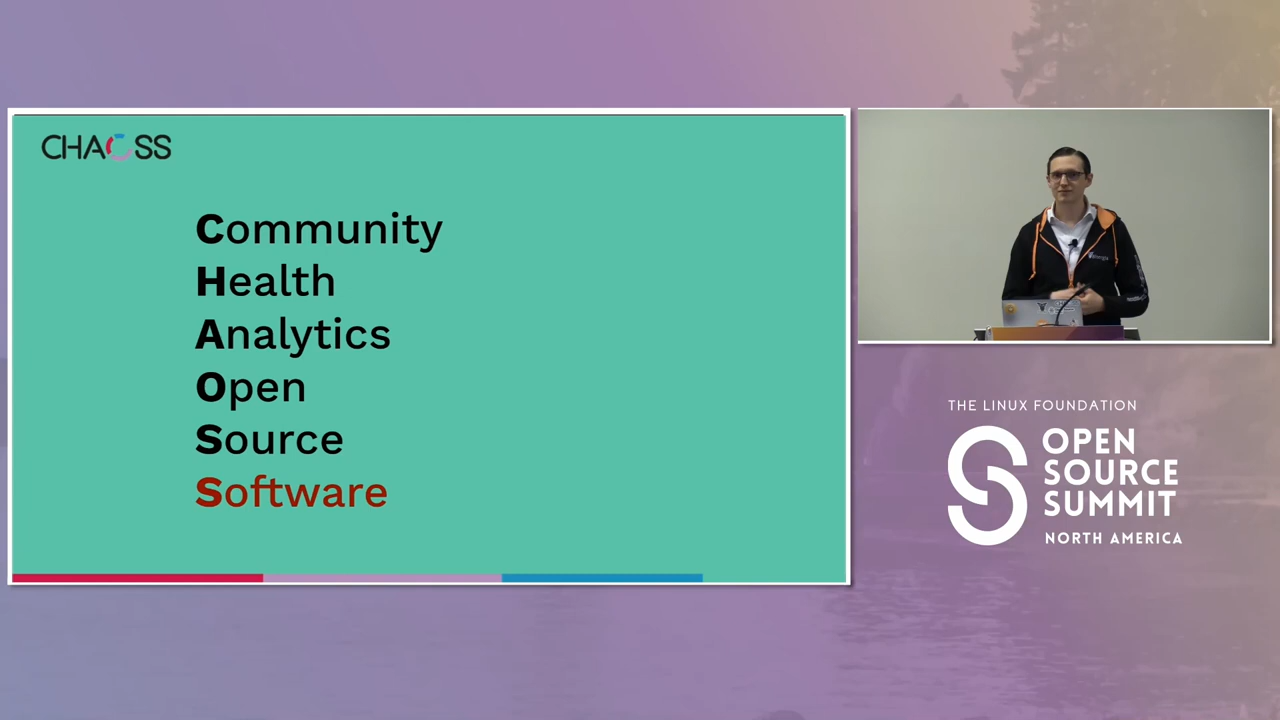 CHAOSS
Community
Health
Analytics
Open
Source
Software
THE LINUX FOUNDATION
OPEN
SOURCE
SUMMIT
NORTH AMERICA